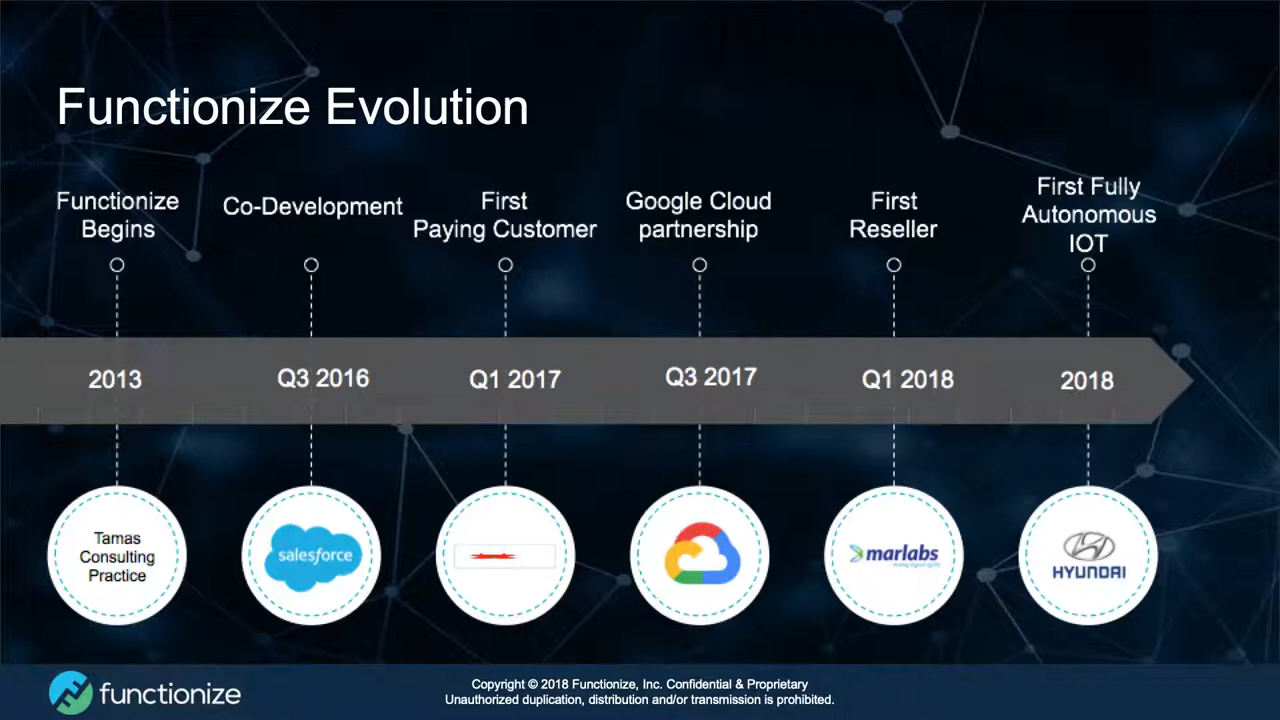 Functionize Evolution
Functionize
Begins
Co-Development
First
Paying Customer
Google Cloud
partnership
First
Reseller
First Fully
Autonomous
IOT
2013
Q3 2016
Q1 2017
Q3 2017
Q1 2018
2018
Tamas
Consulting
Practice
salesforce
marlabs
HYUNDAI
functionize
Copyright © 2018 Functionize, Inc. Confidential & Proprietary
Unauthorized duplication, distribution and/or transmission is prohibited.